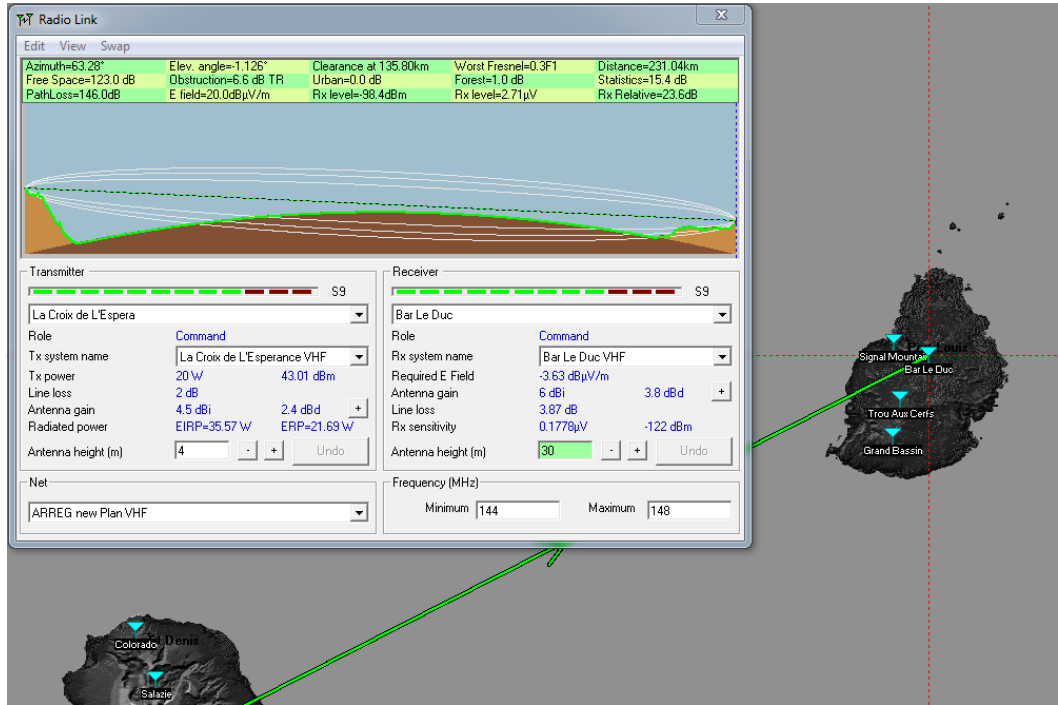 Radio Link
Edit View Swap
Azimuth=63.28° Elev. angle=-1.126° Clearance at 135.80km Worst Fresnel=0.3F1 Distance=231.04km
Free Space=123.0 dB Obstruction=6.6 dB TR Urban=0.0 dB Forest=1.0 dB Statistics=15.4 dB
PathLoss=146.0dB E field=20.0dBµV/m Rx level=-98.4dBm Rx level=2.71µV Rx Relative=23.6dB
Transmitter
S9
La Croix de L'Espera
Role Command
Tx system name La Croix de L'Esperance VHF
Tx power 20 W 43.01 dBm
Line loss 2 dB
Antenna gain 4.5 dBi 2.4 dBd +
Radiated power EIRP=35.57 W ERP=21.69 W
Antenna height (m) 4 - + Undo
Net
ARREG new Plan VHF
Receiver
S9
Bar Le Duc
Role Command
Rx system name Bar Le Duc VHF
Required E Field -3.63 dBµV/m
Antenna gain 6 dBi 3.8 dBd +
Line loss 3.87 dB
Rx sensitivity 0.1778µV -122 dBm
Antenna height (m) 30 - + Undo
Frequency (MHz)
Minimum 144 Maximum 148
Louis
Signal Mountain
Bar Le Duc
Trou Aux Cerfs
Grand Bassin
Colorado Denis
Salazie